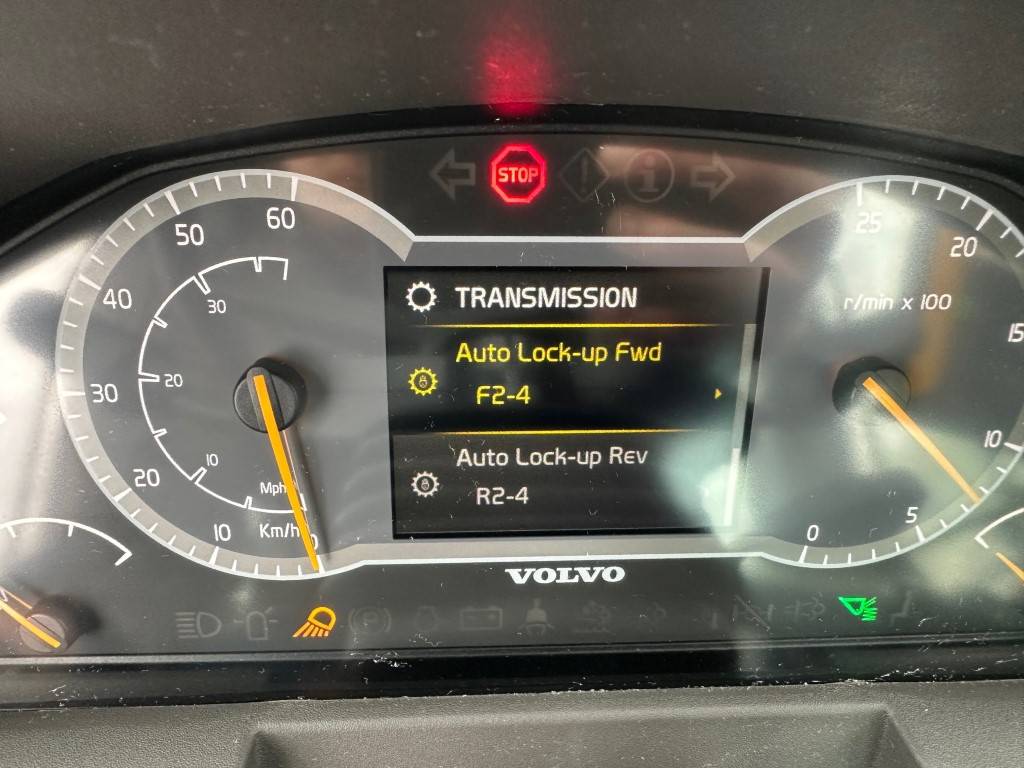 STOP
60
50
40
30
20
10
30
20
10
Mph
Km/h
TRANSMISSION
Auto Lock-up Fwd
F2-4
Auto Lock-up Rev
R2-4
25
20
15
10
5
0
r/min x 100
VOLVO